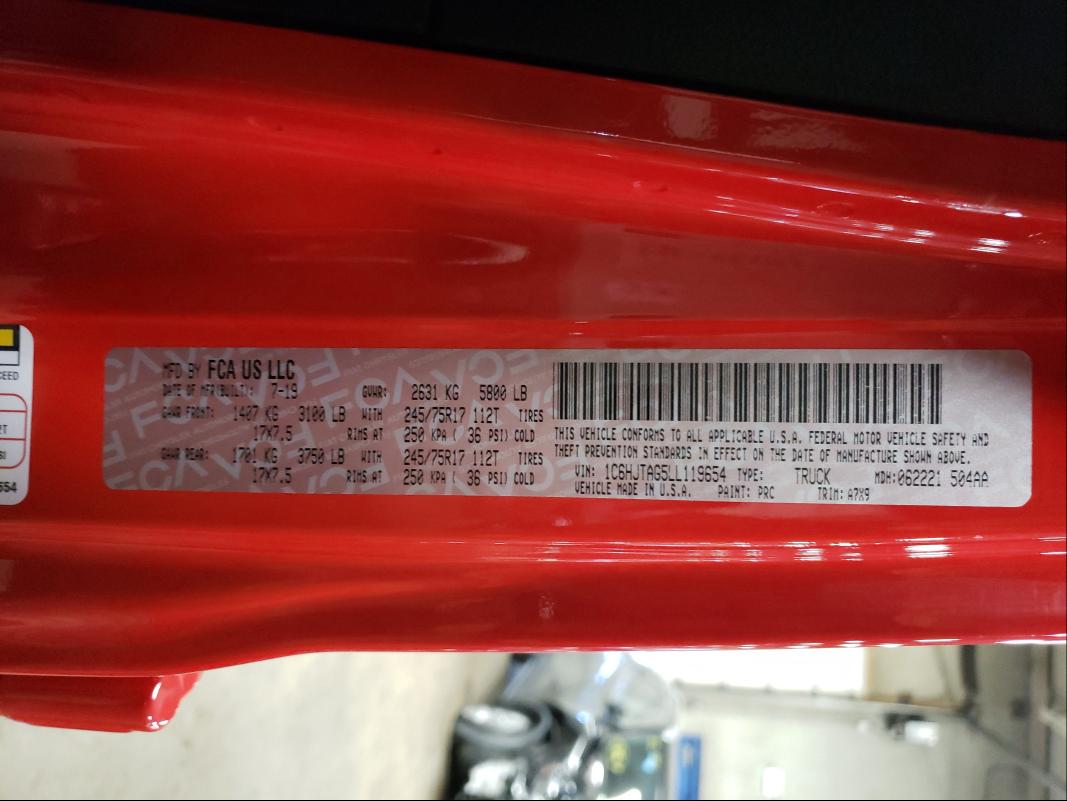 MFD BY FCA US LLC
DATE OF MFR(BUILT): 7-19 GVWR: 2631 KG 5800 LB
GAWR FRONT: 1407 KG 3100 LB WITH 245/75R17 112T TIRES
17X7.5 RIMS AT 250 KPA ( 36 PSI) COLD
GAWR REAR: 1701 KG 3750 LB WITH 245/75R17 112T TIRES
17X7.5 RIMS AT 250 KPA ( 36 PSI) COLD
THIS VEHICLE CONFORMS TO ALL APPLICABLE U.S.A. FEDERAL MOTOR VEHICLE SAFETY AND
THEFT PREVENTION STANDARDS IN EFFECT ON THE DATE OF MANUFACTURE SHOWN ABOVE.
VIN: 1C6HJTAG5LL119654 TYPE: TRUCK MDH: 062221 504AA
VEHICLE MADE IN U.S.A. PAINT: PRC TRIM: A7X9